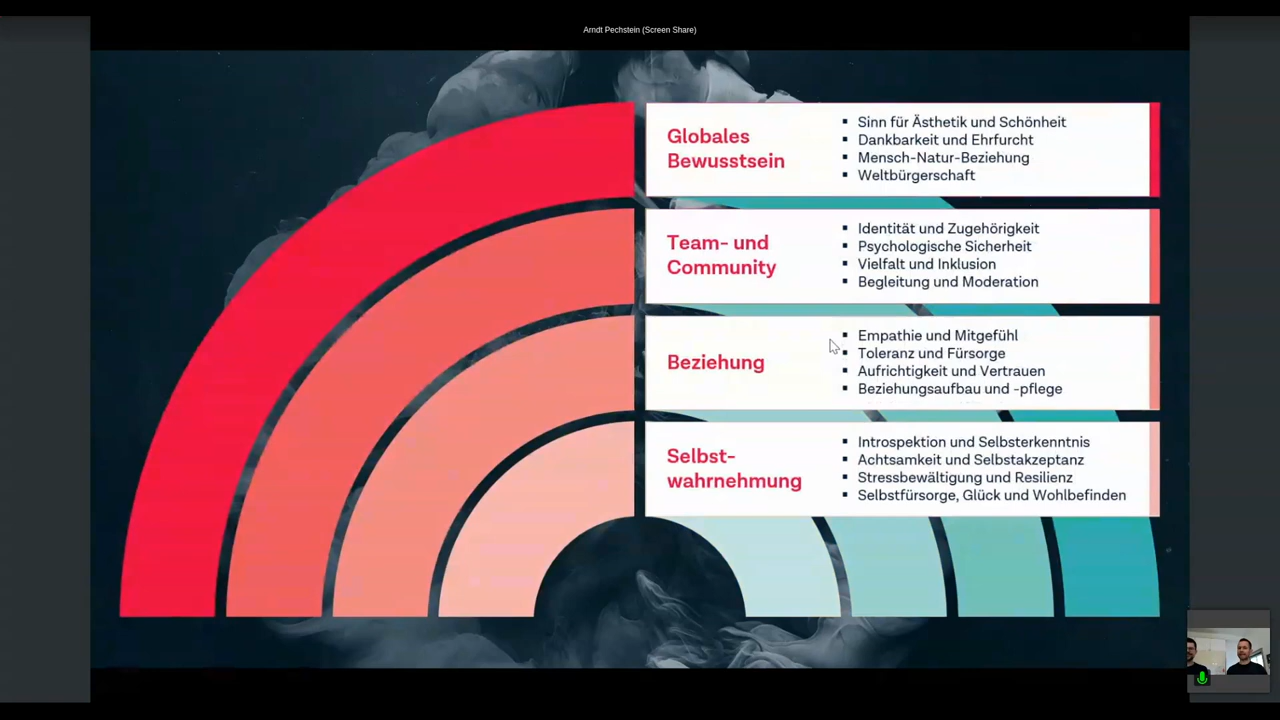 Arndt Pechstein (Screen Share)
Globales
Bewusstsein
▪ Sinn für Ästhetik und Schönheit
▪ Dankbarkeit und Ehrfurcht
▪ Mensch-Natur-Beziehung
▪ Weltbürgerschaft
Team- und
Community
▪ Identität und Zugehörigkeit
▪ Psychologische Sicherheit
▪ Vielfalt und Inklusion
▪ Begleitung und Moderation
Beziehung
▪ Empathie und Mitgefühl
▪ Toleranz und Fürsorge
▪ Aufrichtigkeit und Vertrauen
▪ Beziehungsaufbau und -pflege
Selbst-
wahrnehmung
▪ Introspektion und Selbsterkenntnis
▪ Achtsamkeit und Selbstakzeptanz
▪ Stressbewältigung und Resilienz
▪ Selbstfürsorge, Glück und Wohlbefinden